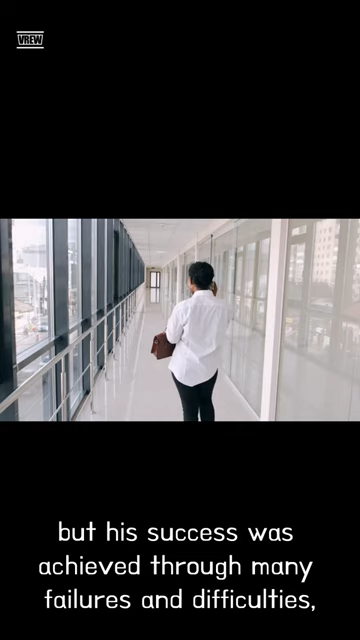 VREW
but his success was
achieved through many
failures and difficulties,